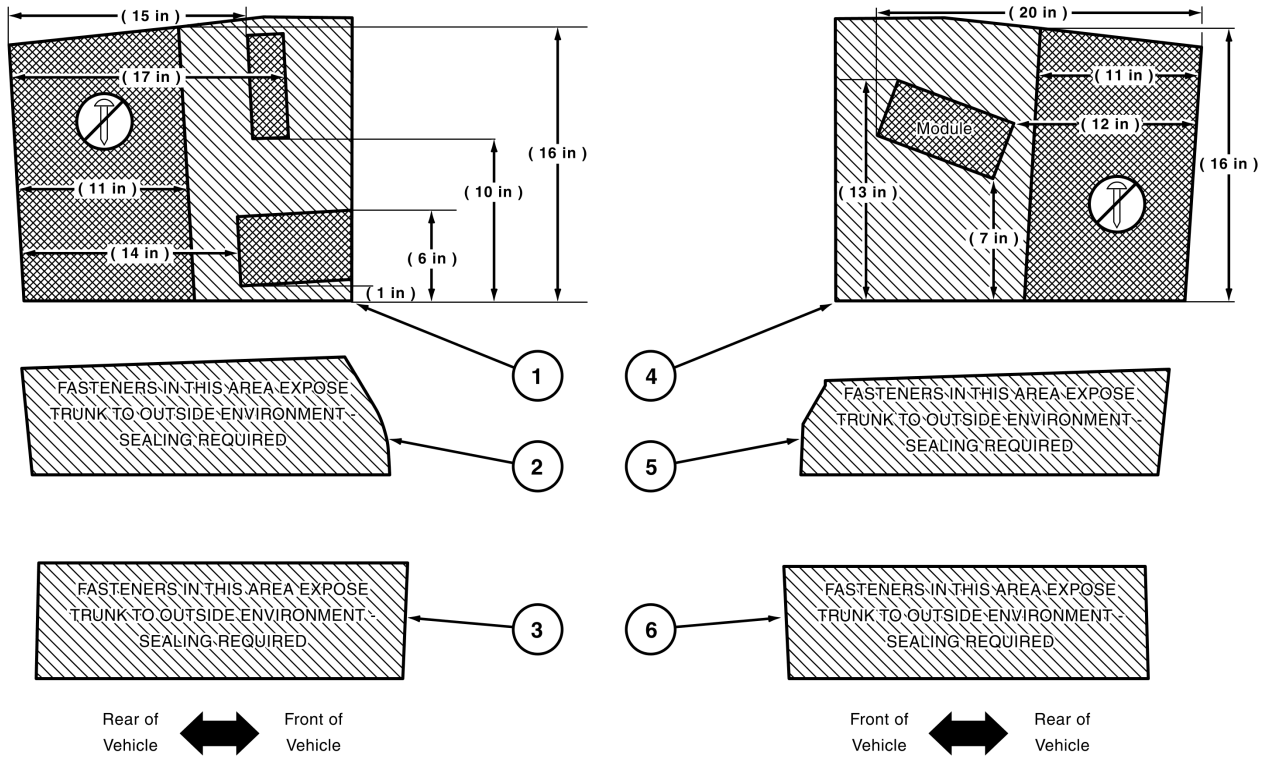 ( 15 in )
( 17 in )
( 11 in )
( 14 in )
( 16 in )
( 10 in )
( 6 in )
( 1 in )
( 20 in )
( 11 in )
Module
( 12 in )
( 13 in )
( 16 in )
( 7 in )
1
4
FASTENERS IN THIS AREA EXPOSE
TRUNK TO OUTSIDE ENVIRONMENT -
SEALING REQUIRED
2
5
FASTENERS IN THIS AREA EXPOSE
TRUNK TO OUTSIDE ENVIRONMENT -
SEALING REQUIRED
FASTENERS IN THIS AREA EXPOSE
TRUNK TO OUTSIDE ENVIRONMENT -
SEALING REQUIRED
3
6
FASTENERS IN THIS AREA EXPOSE
TRUNK TO OUTSIDE ENVIRONMENT -
SEALING REQUIRED
Rear of
Vehicle
Front of
Vehicle
Front of
Vehicle
Rear of
Vehicle